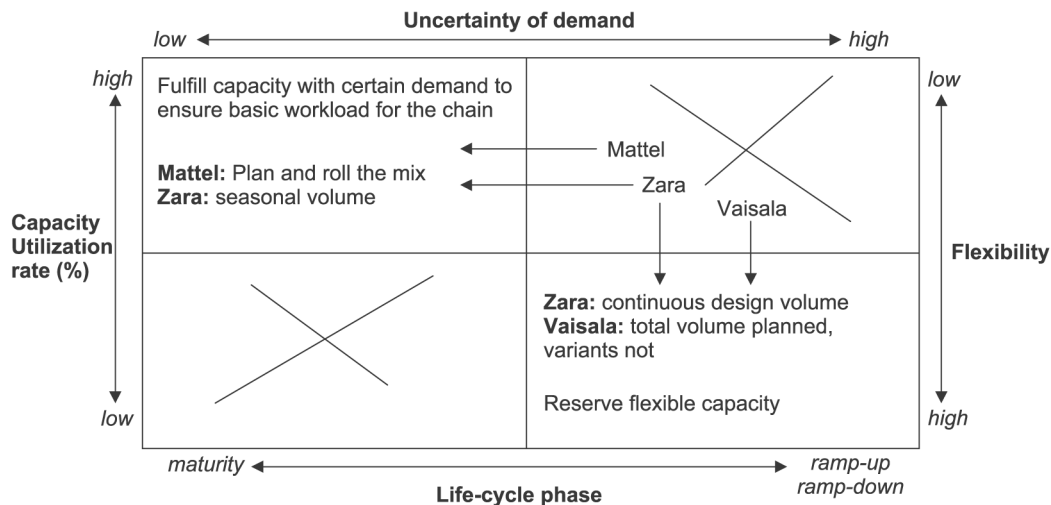 Uncertainty of demand
low
high
high
low
Fulfill capacity with certain demand to
ensure basic workload for the chain
Mattel
Mattel: Plan and roll the mix
Zara: seasonal volume
Zara
Vaisala
Capacity
Utilization
rate (%)
Flexibility
Zara: continuous design volume
Vaisala: total volume planned,
variants not
Reserve flexible capacity
low
high
maturity
ramp-up
ramp-down
Life-cycle phase